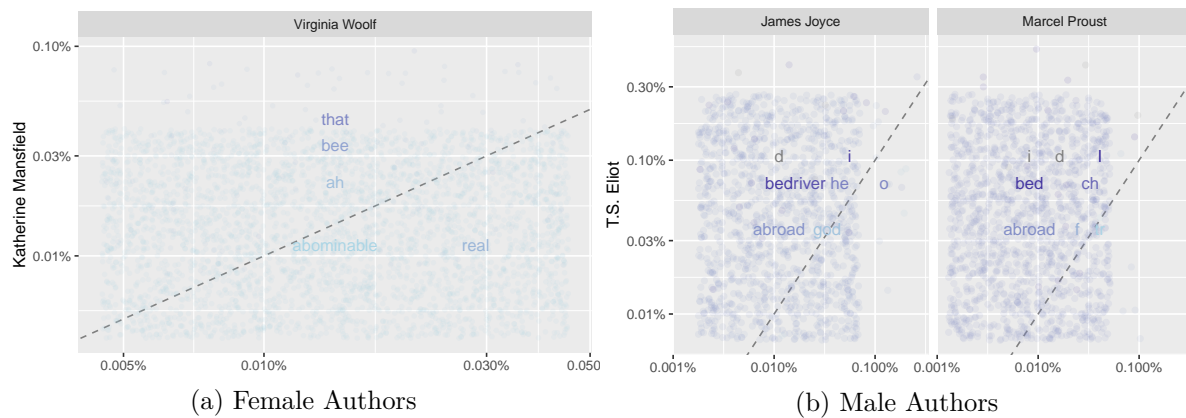 Virginia Woolf
Katherine Mansfield
0.10%
0.03%
0.01%
that
bee
ah
abominable
real
0.005%
0.010%
0.030%
0.050
(a) Female Authors
James Joyce
Marcel Proust
T.S. Eliot
0.30%
0.10%
0.03%
0.01%
d
i
bedriver he
o
abroad
god
i
d
bed
ch
abroad
f
0.001%
0.010%
0.100%
0.001%
0.010%
0.100%
(b) Male Authors